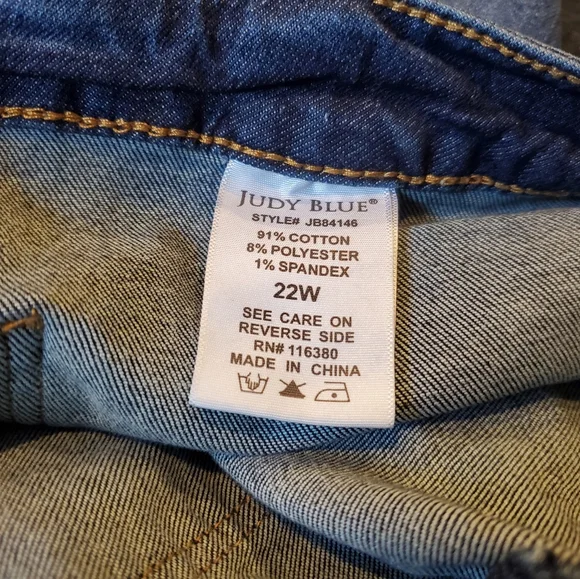 JUDY BLUE®
STYLE# JB84146
91% COTTON
8% POLYESTER
1% SPANDEX
22W
SEE CARE ON
REVERSE SIDE
RN# 116380
MADE IN CHINA